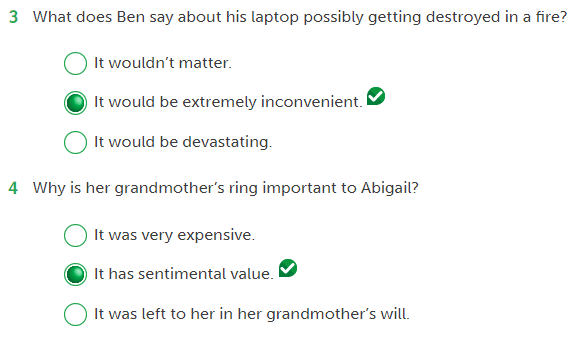 3 What does Ben say about his laptop possibly getting destroyed in a fire?
It wouldn’t matter.
It would be extremely inconvenient.
It would be devastating.
4 Why is her grandmother’s ring important to Abigail?
It was very expensive.
It has sentimental value.
It was left to her in her grandmother’s will.